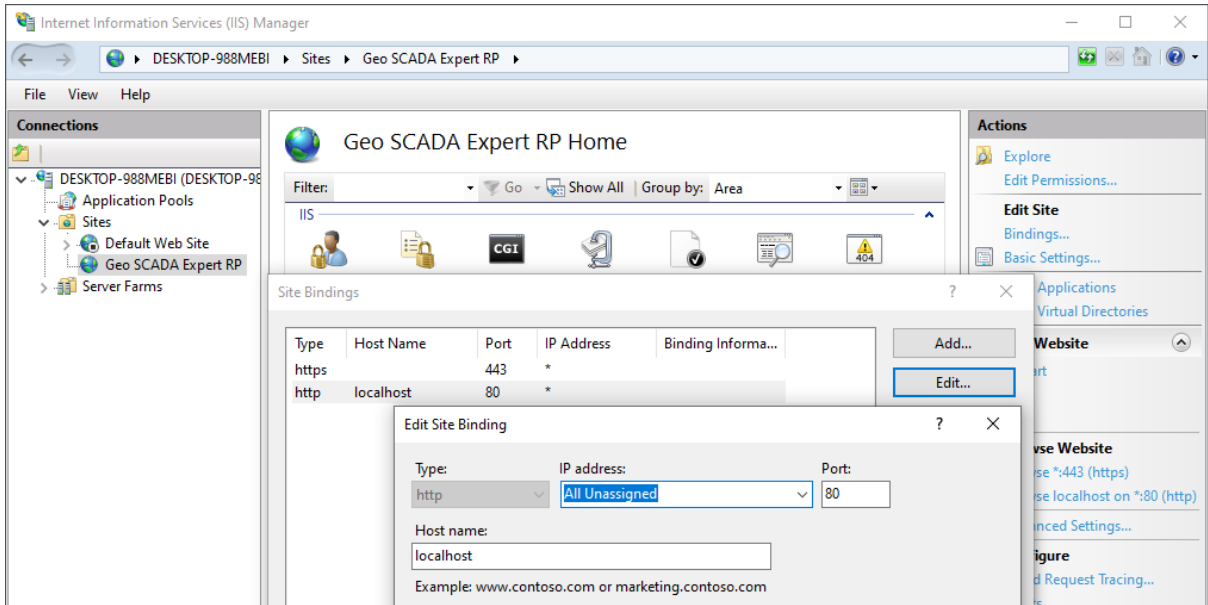 Internet Information Services (IIS) Manager
DESKTOP-988MEBI Sites Geo SCADA Expert RP
File View Help
Connections
DESKTOP-988MEBI (DESKTOP-98
Application Pools
Sites
Default Web Site
Geo SCADA Expert RP
Server Farms
Geo SCADA Expert RP Home
Filter: Go Show All Group by: Area
IIS
CGI
404
Actions
Explore
Edit Permissions...
Edit Site
Bindings...
Basic Settings...
Applications
Virtual Directories
Website
art
wse Website
se *:443 (https)
se localhost on *:80 (http)
nced Settings...
igure
d Request Tracing...
Site Bindings ?
Type Host Name Port IP Address Binding Informa...
https 443 *
http localhost 80 *
Add...
Edit...
Edit Site Binding ?
Type: IP address: Port:
http All Unassigned 80
Host name:
localhost
Example: www.contoso.com or marketing.contoso.com